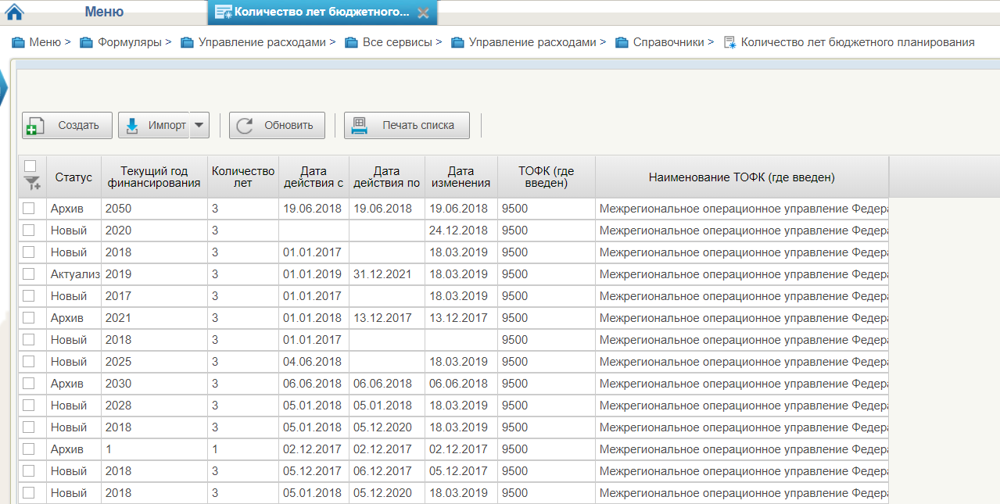 Меню
Количество лет бюджетного...
Меню > Формуляры > Управление расходами > Все сервисы > Управление расходами > Справочники > Количество лет бюджетного планирования
Создать Импорт Обновить Печать списка
Статус Текущий год финансирования Количество лет Дата действия с Дата действия по Дата изменения ТОФК (где введен) Наименование ТОФК (где введен)
Архив 2050 3 19.06.2018 19.06.2018 19.06.2018 9500 Межрегиональное операционное управление Федера
Новый 2020 3 24.12.2018 9500 Межрегиональное операционное управление Федера
Новый 2018 3 01.01.2017 18.03.2019 9500 Межрегиональное операционное управление Федера
Актуализ 2019 3 01.01.2019 31.12.2021 18.03.2019 9500 Межрегиональное операционное управление Федера
Новый 2017 3 01.01.2017 18.03.2019 9500 Межрегиональное операционное управление Федера
Архив 2021 3 01.01.2018 13.12.2017 13.12.2017 9500 Межрегиональное операционное управление Федера
Новый 2018 3 01.01.2017 9500 Межрегиональное операционное управление Федера
Новый 2025 3 04.06.2018 18.03.2019 9500 Межрегиональное операционное управление Федера
Архив 2030 3 06.06.2018 06.06.2018 06.06.2018 9500 Межрегиональное операционное управление Федера
Новый 2028 3 05.01.2018 05.01.2018 18.03.2019 9500 Межрегиональное операционное управление Федера
Новый 2018 3 05.01.2018 05.12.2020 18.03.2019 9500 Межрегиональное операционное управление Федера
Архив 1 1 02.12.2017 02.12.2017 02.12.2017 9500 Межрегиональное операционное управление Федера
Новый 2018 3 05.12.2017 06.12.2017 05.12.2017 9500 Межрегиональное операционное управление Федера
Новый 2018 3 05.01.2018 05.12.2020 18.03.2019 9500 Межрегиональное операционное управление Федера